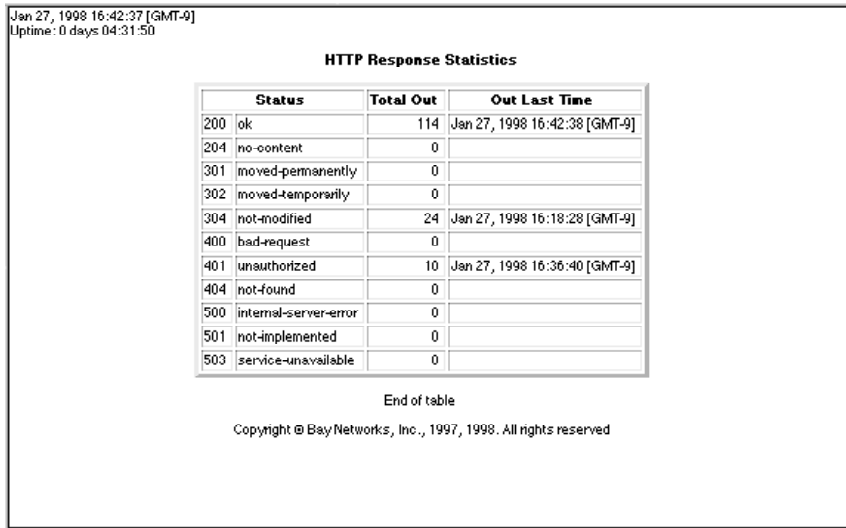 Jan 27, 1998 16:42:37 [GMT-9]
Uptime: 0 days 04:31:50
HTTP Response Statistics
Status Total Out Out Last Time
200 ok 114 Jan 27, 1998 16:42:38 [GMT-9]
204 no-content 0
301 moved-permanently 0
302 moved-temporarily 0
304 not-modified 24 Jan 27, 1998 16:18:28 [GMT-9]
400 bad-request 0
401 unauthorized 10 Jan 27, 1998 16:36:40 [GMT-9]
404 not-found 0
500 internal-server-error 0
501 not-implemented 0
503 service-unavailable 0
End of table
Copyright © Bay Networks, Inc., 1997, 1998. All rights reserved